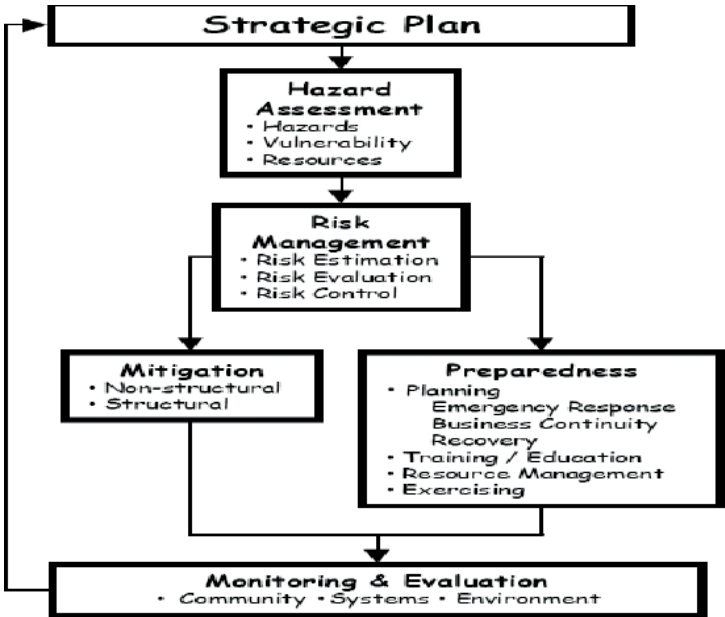 Strategic Plan
Hazard
Assessment
• Hazards
• Vulnerability
• Resources
Risk
Management
• Risk Estimation
• Risk Evaluation
• Risk Control
Mitigation
• Non-structural
• Structural
Preparedness
• Planning
Emergency Response
Business Continuity
Recovery
• Training / Education
• Resource Management
• Exercising
Monitoring & Evaluation
• Community • Systems • Environment